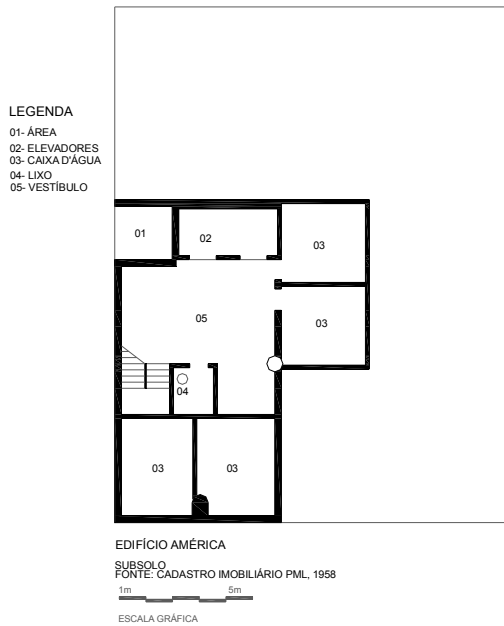 LEGENDA
01- ÁREA
02- ELEVADORES
03- CAIXA D'ÁGUA
04- LIXO
05- VESTÍBULO
01
02
03
03
05
04
03
03
EDIFÍCIO AMÉRICA
SUBSOLO
FONTE: CADASTRO IMOBILIÁRIO PML, 1958
1m 5m
ESCALA GRÁFICA